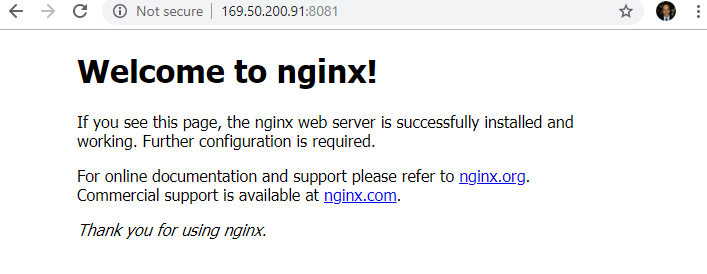 Not secure 169.50.200.91:8081
Welcome to nginx!
If you see this page, the nginx web server is successfully installed and
working. Further configuration is required.
For online documentation and support please refer to nginx.org.
Commercial support is available at nginx.com.
Thank you for using nginx.